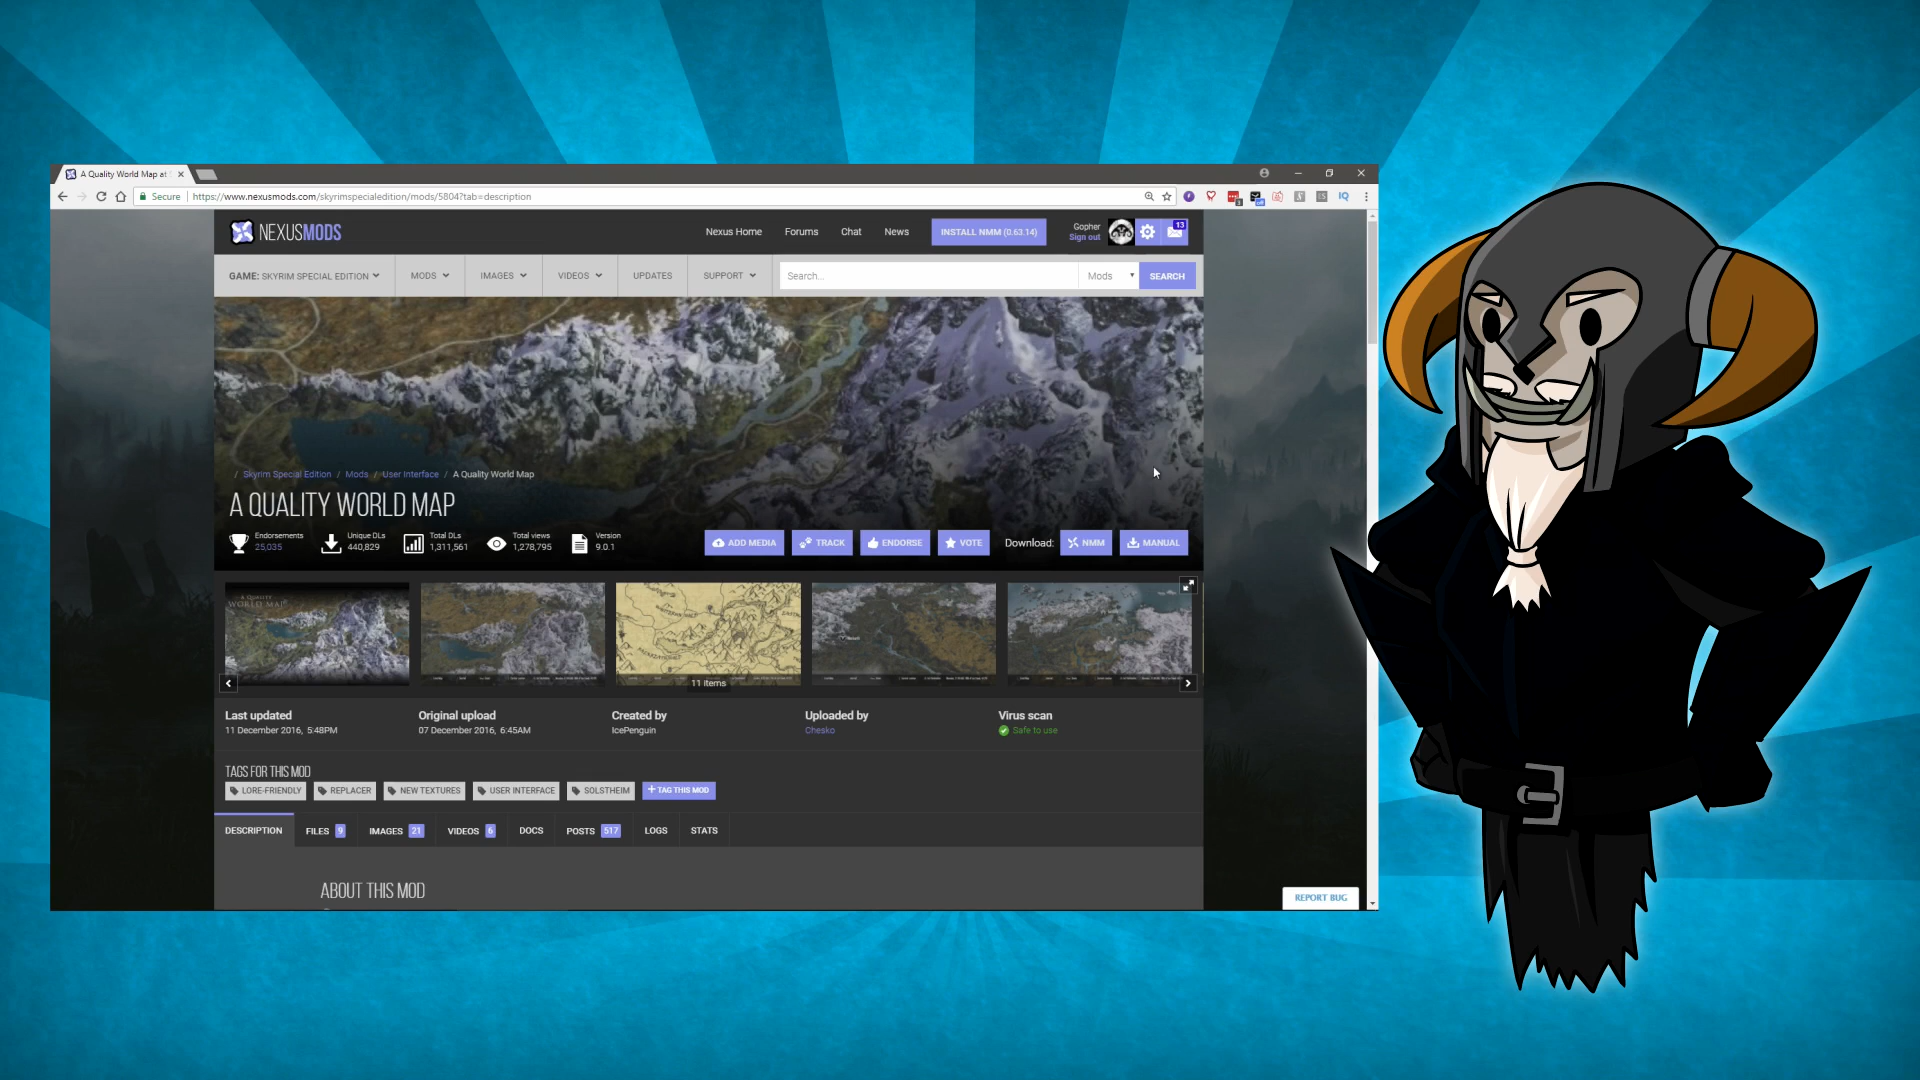 A Quality World Map at
Secure
https://www.nexusmods.com/skyrimspecialedition/mods/5804?tab=description
NEXUSMODS
Nexus Home
Forums
Chat
News
INSTALL NMM (0.63.14)
Gopher
Sign out
13
GAME: SKYRIM SPECIAL EDITION
MODS
IMAGES
VIDEOS
UPDATES
SUPPORT
Search...
Mods
SEARCH
/ Skyrim Special Edition / Mods / User Interface / A Quality World Map
A QUALITY WORLD MAP
Endorsements
25,035
Unique DLs
440,829
Total DLs
1,311,561
Total views
1,278,795
Version
9.0.1
ADD MEDIA
TRACK
ENDORSE
VOTE
Download:
NMM
MANUAL
A QUALITY
WORLD MAP
11 items
Last updated
11 December 2016, 5:48PM
Original upload
07 December 2016, 6:45AM
Created by
IcePenguin
Uploaded by
Chesko
Virus scan
Safe to use
TAGS FOR THIS MOD
LORE-FRIENDLY
REPLACER
NEW TEXTURES
USER INTERFACE
SOLSTHEIM
+ TAG THIS MOD
DESCRIPTION
FILES 9
IMAGES 21
VIDEOS 6
DOCS
POSTS 517
LOGS
STATS
ABOUT THIS MOD
REPORT BUG